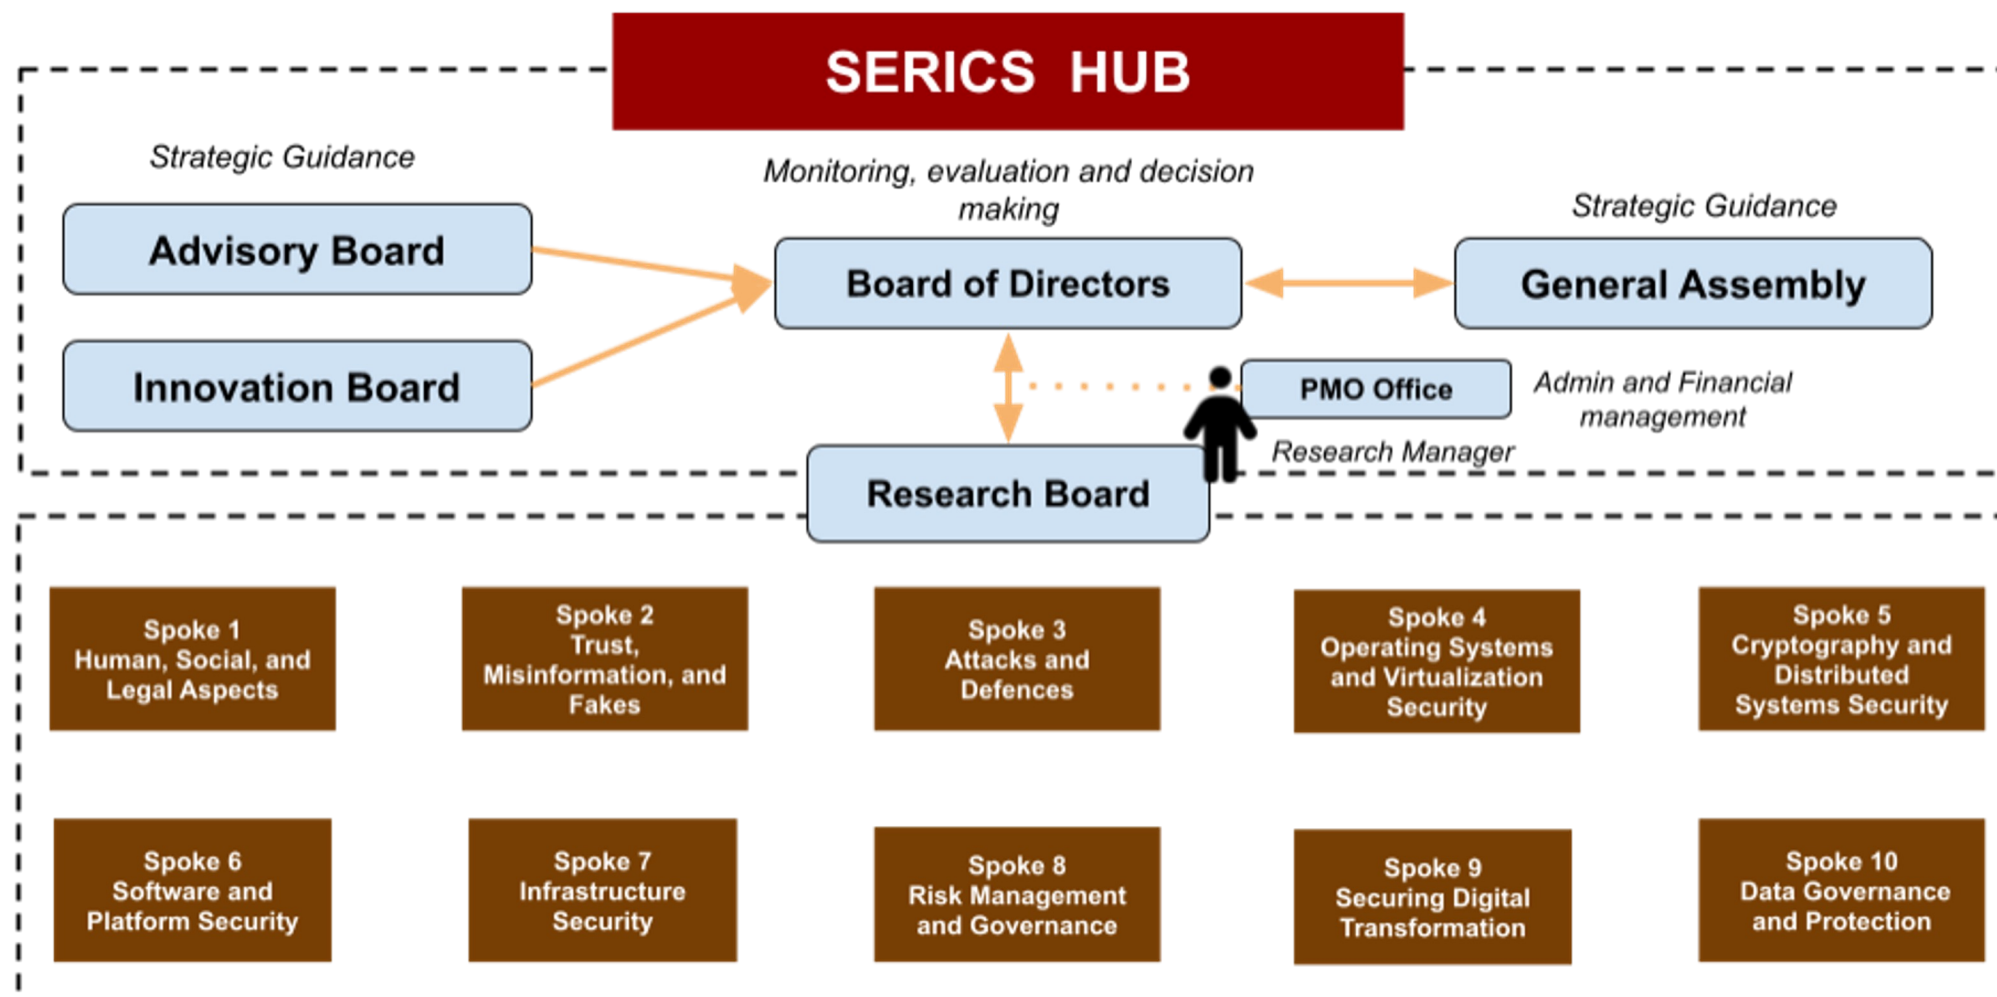 SERICS HUB
Strategic Guidance
Monitoring, evaluation and decision
making
Strategic Guidance
Advisory Board
Board of Directors
General Assembly
Innovation Board
PMO Office
Admin and Financial
management
Research Manager
Research Board
Spoke 1
Human, Social, and
Legal Aspects
Spoke 2
Trust,
Misinformation, and
Fakes
Spoke 3
Attacks and
Defences
Spoke 4
Operating Systems
and Virtualization
Security
Spoke 5
Cryptography and
Distributed
Systems Security
Spoke 6
Software and
Platform Security
Spoke 7
Infrastructure
Security
Spoke 8
Risk Management
and Governance
Spoke 9
Securing Digital
Transformation
Spoke 10
Data Governance
and Protection